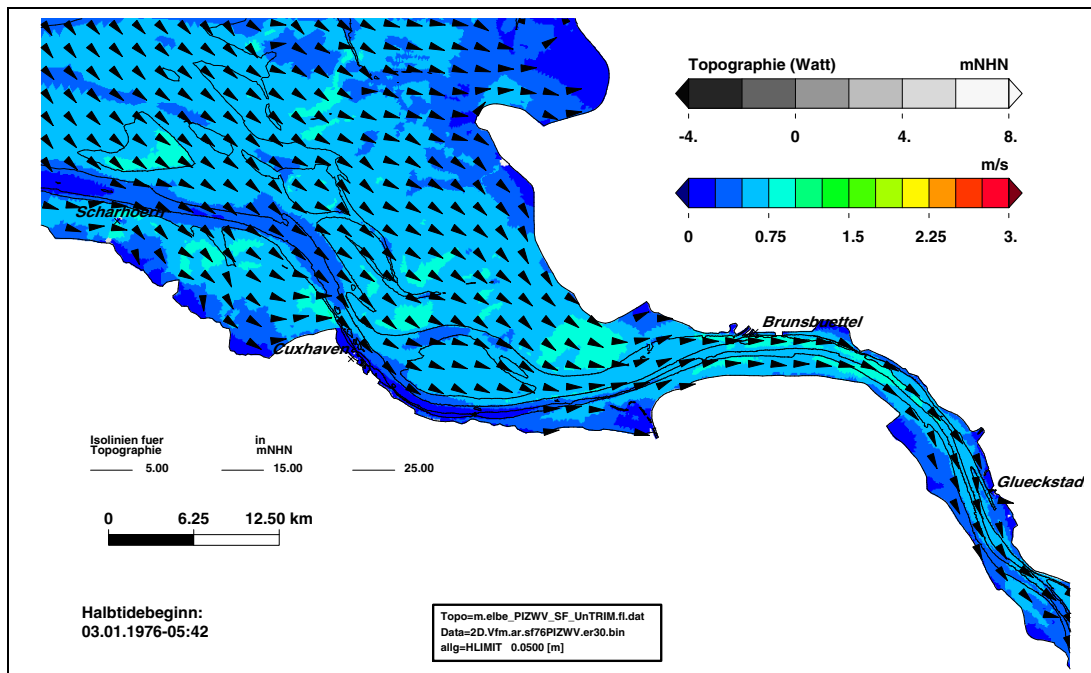 Topographie (Watt) mNHN
-4. 0 4. 8.
m/s
0 0.75 1.5 2.25 3.
Scharhoern
Brunsbuettel
Cuxhaven
Isolinien fuer in
Topographie mNHN
5.00 15.00 25.00
Glueckstad
0 6.25 12.50 km
Halbtidebeginn:
03.01.1976-05:42
Topo=m.elbe_PIZWV_SF_UnTRIM.fl.dat
Data=2D.Vfm.ar.sf76PIZWV.er30.bin
allg=HLIMIT 0.0500 [m]